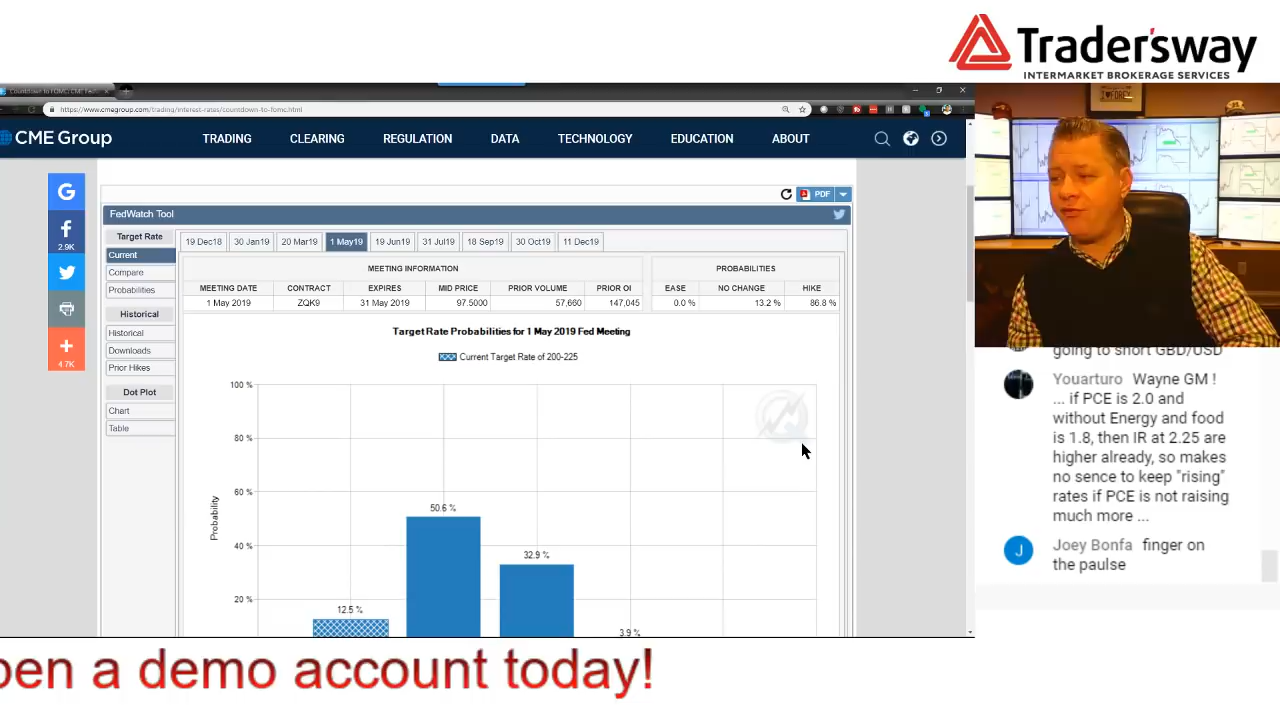 Trader'sway
INTERMARKET BROKERAGE SERVICES
https://www.cmegroup.com/trading/interest-rates/countdown-to-fomc.html
CME Group
TRADING CLEARING REGULATION DATA TECHNOLOGY EDUCATION ABOUT
PDF
FedWatch Tool
Target Rate
Current
Compare
Probabilities
Historical
Historical
Downloads
Prior Hikes
Dot Plot
Chart
Table
G
2.9K
4.7K
19 Dec18 30 Jan19 20 Mar19 1 May19 19 Jun19 31 Jul19 18 Sep19 30 Oct19 11 Dec19
MEETING INFORMATION PROBABILITIES
MEETING DATE CONTRACT EXPIRES MID PRICE PRIOR VOLUME PRIOR OI EASE NO CHANGE HIKE
1 May 2019 ZQK9 31 May 2019 97.5000 57,660 147,045 0.0 % 13.2 % 86.8 %
Target Rate Probabilities for 1 May 2019 Fed Meeting
Current Target Rate of 200-225
Probability
100 %
80 %
60 %
40 %
20 %
12.5 %
50.6 %
32.9 %
3.9 %
going to short GBD/USD
Youarturo Wayne GM !
... if PCE is 2.0 and
without Energy and food
is 1.8, then IR at 2.25 are
higher already, so makes
no sence to keep "rising"
rates if PCE is not raising
much more ...
J
Joey Bonfa finger on
the paulse
pen a demo account today!